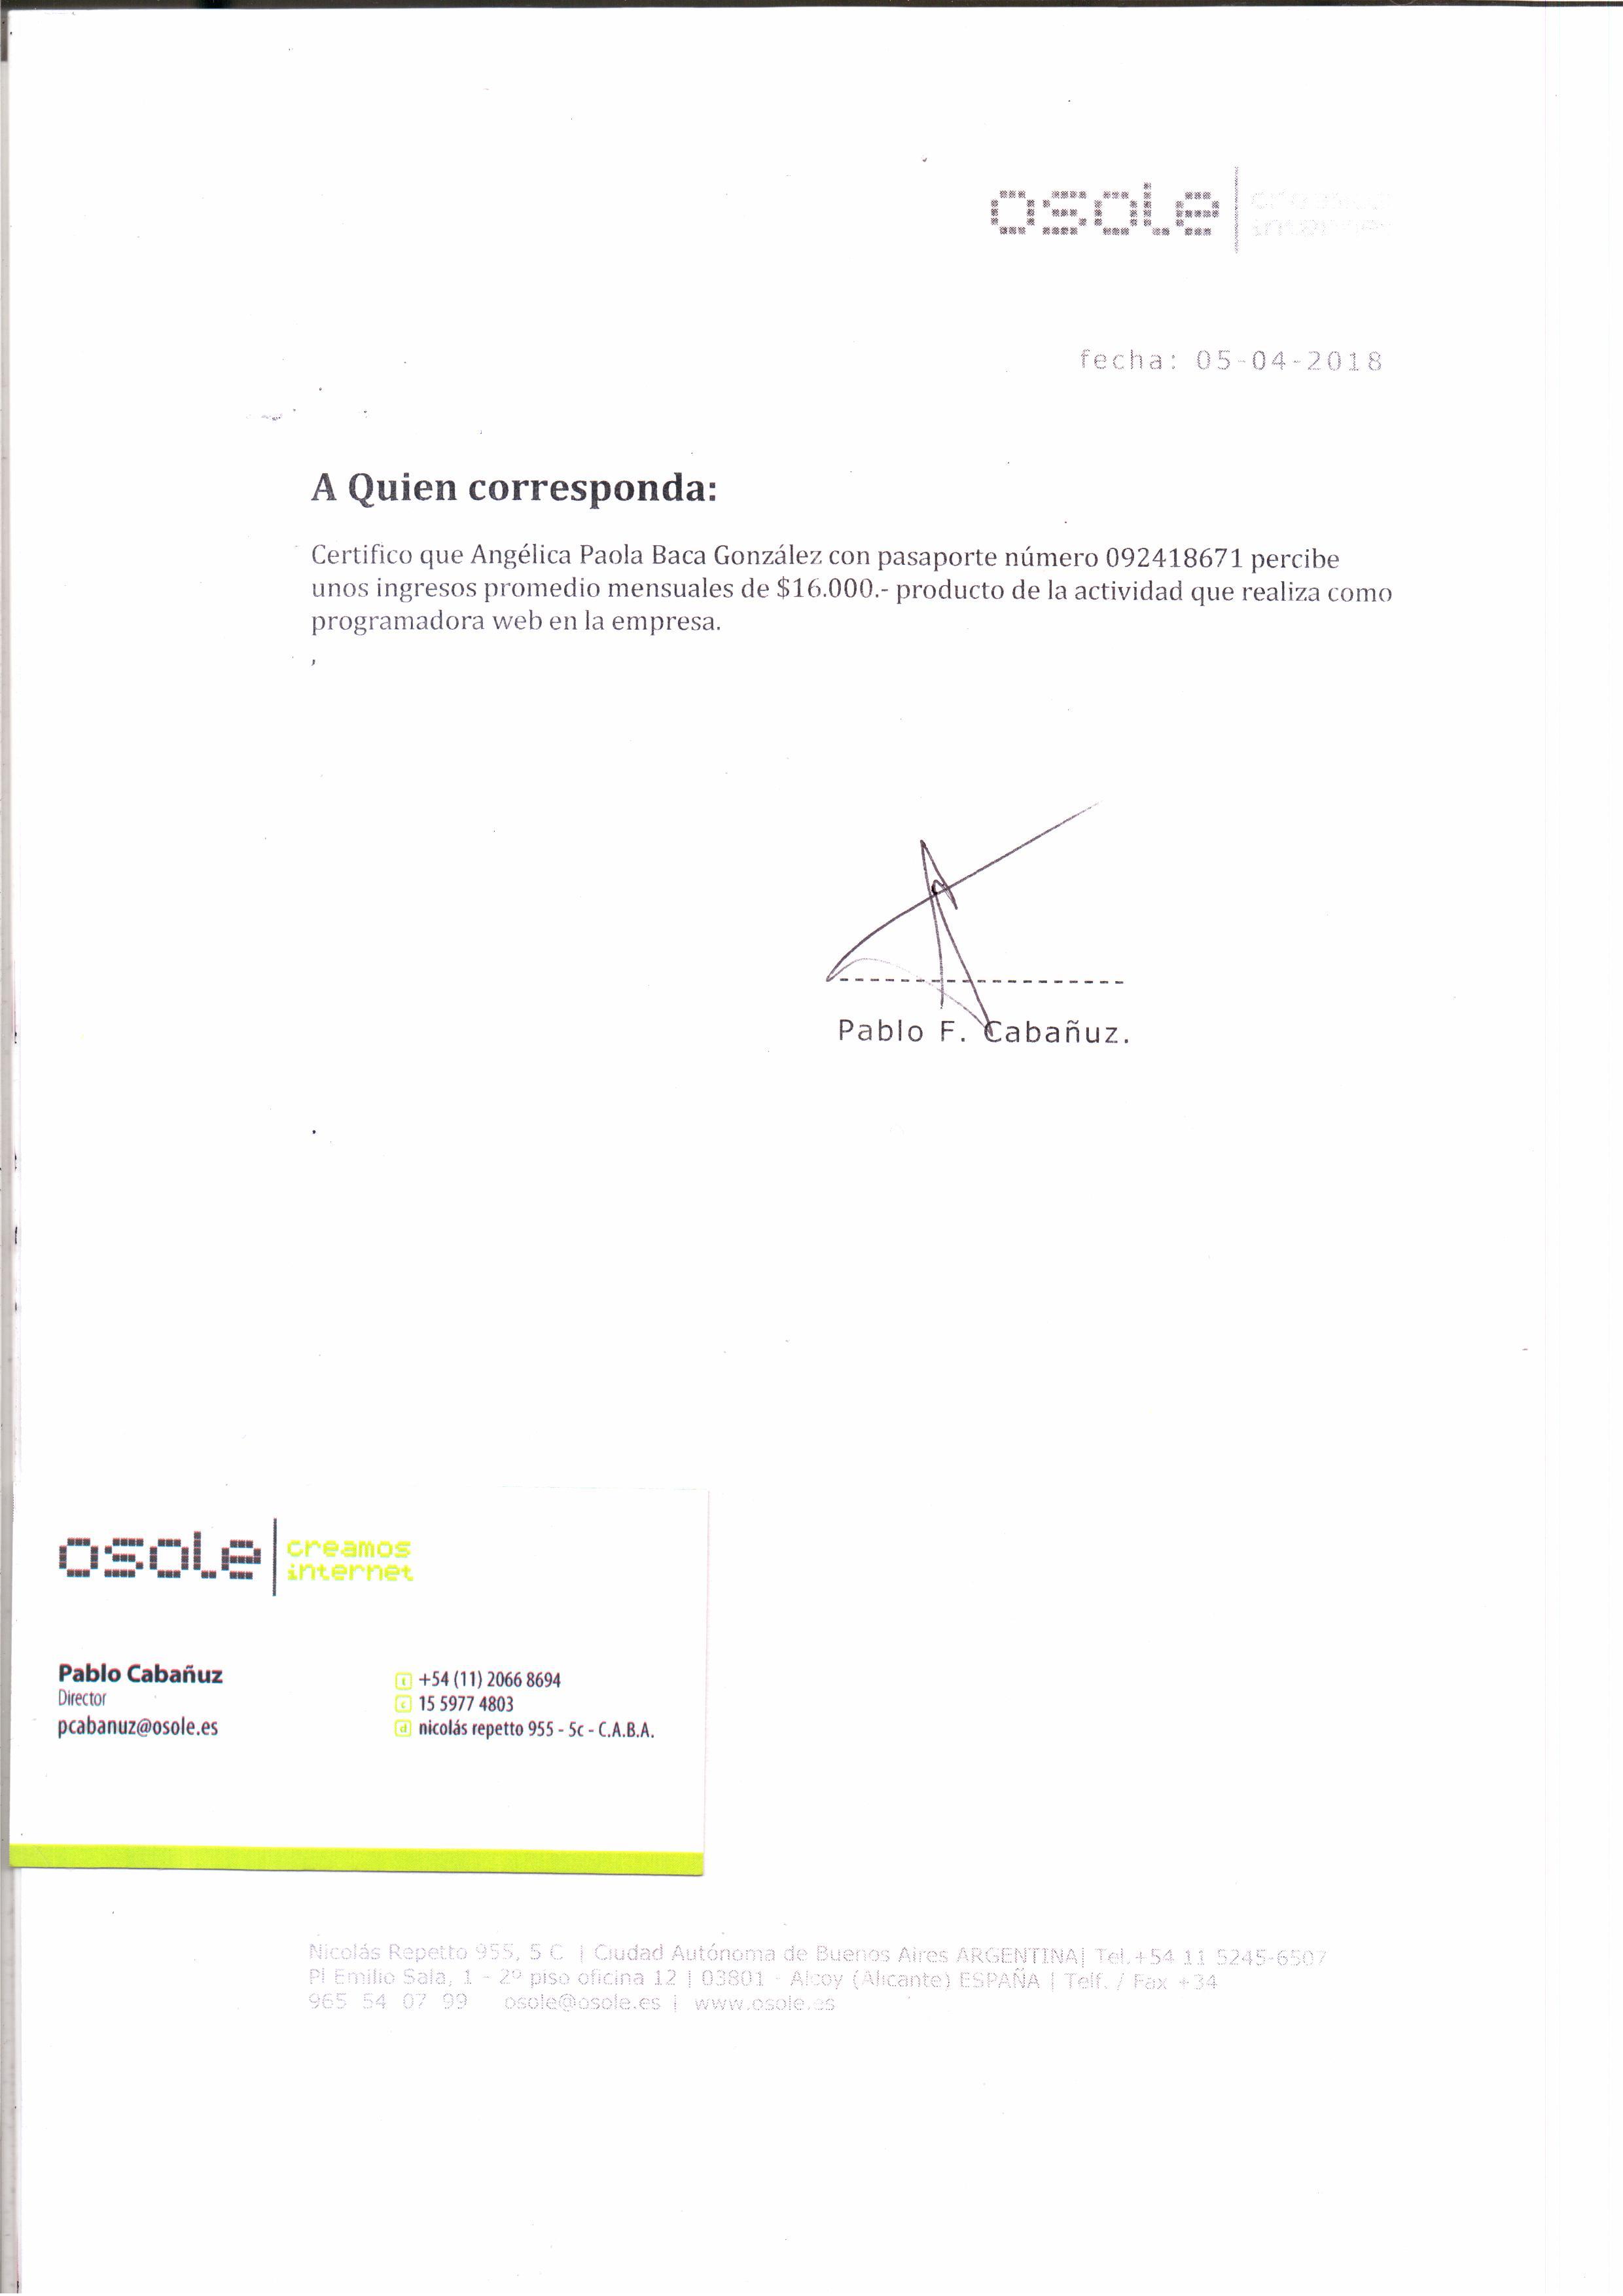 osole
fecha: 05-04-2018
A Quien corresponda:
Certifico que Angélica Paola Baca González con pasaporte número 092418671 percibe
unos ingresos promedio mensuales de $16.000.- producto de la actividad que realiza como
programadora web en la empresa.
Pablo F. Cabañuz.
osole
creamos
internet
Pablo Cabañuz
Director
pcabanuz@osole.es
t +54 (11) 2066 8694
c 15 5977 4803
d nicolás repetto 955 - 5c - C.A.B.A.
Nicolás Repetto 955, 5 C | Ciudad Autónoma de Buenos Aires ARGENTINA| Tel.+54 11 5245-6507
Pl Emilio Sala, 1 - 2º piso oficina 12 | 03801 - Alcoy (Alicante) ESPAÑA | Telf. / Fax +34
965 54 07 99 osole@osole.es | www.osole.es